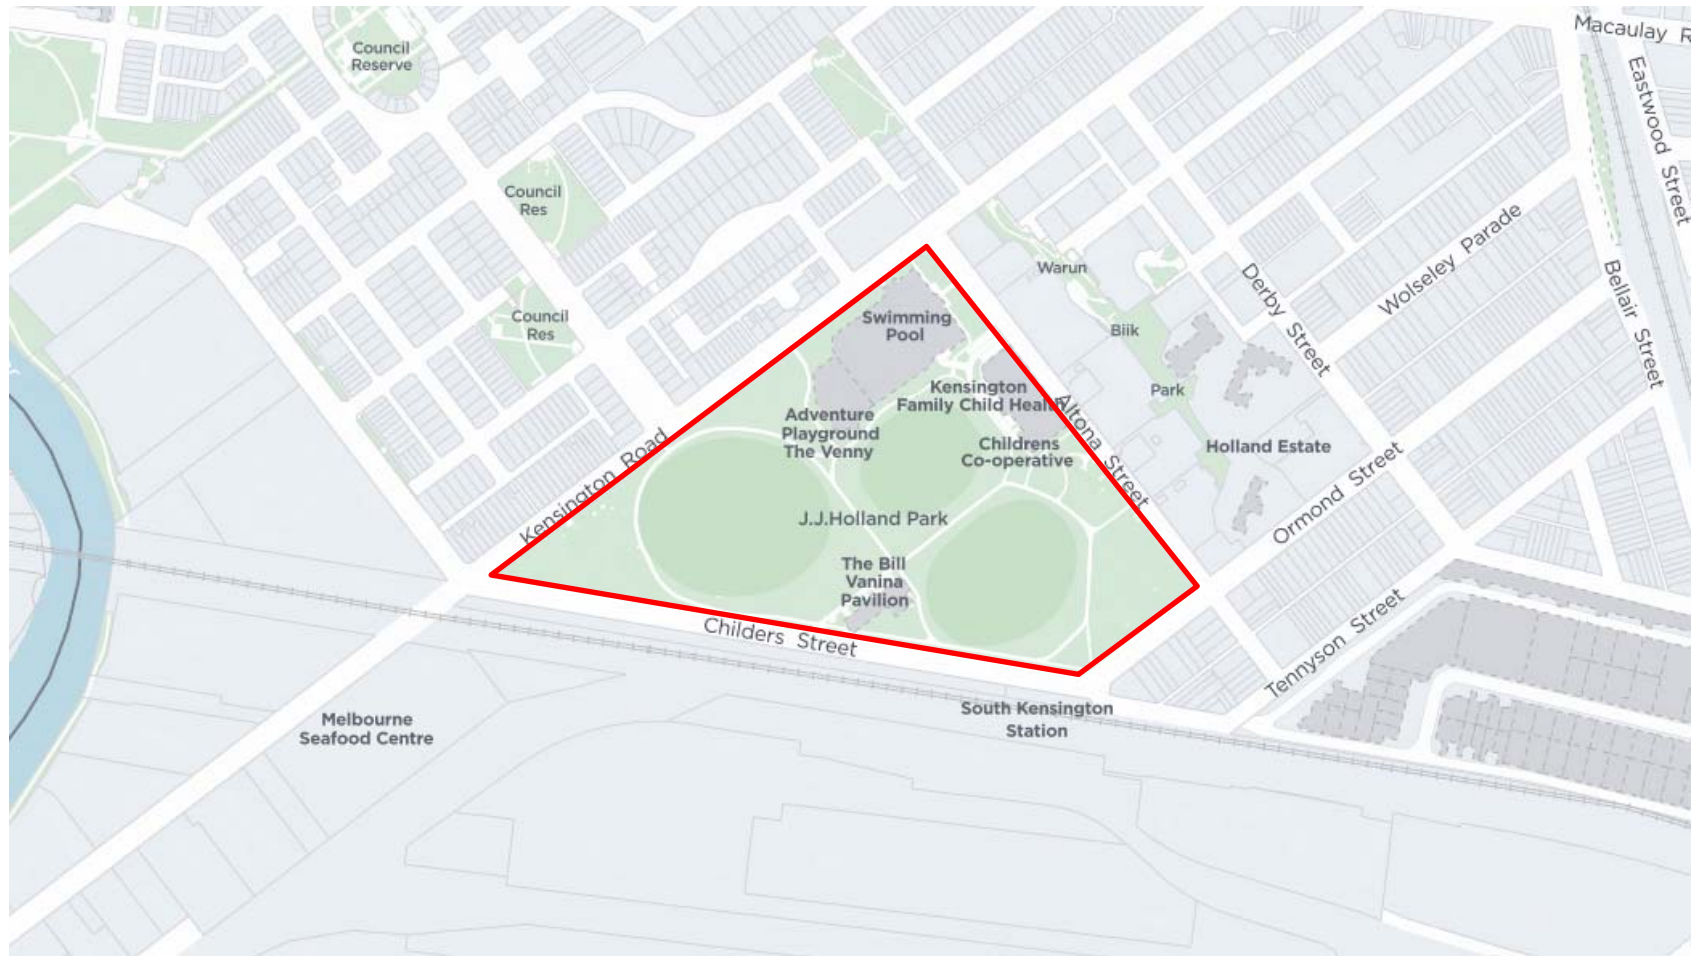 Macaulay R
Council
Reserve
Eastwood Street
Council
Res
Wolseley Parade
Warun
Derby Street
Bellair Street
Council
Res
Swimming
Pool
Biik
Kensington
Family Child Health
Park
Adventure
Playground
The Venny
Altona Street
Childrens
Co-operative
Holland Estate
Kensington Road
Ormond Street
J.J.Holland Park
The Bill
Vanina
Pavilion
Childers Street
Tennyson Street
South Kensington
Station
Melbourne
Seafood Centre